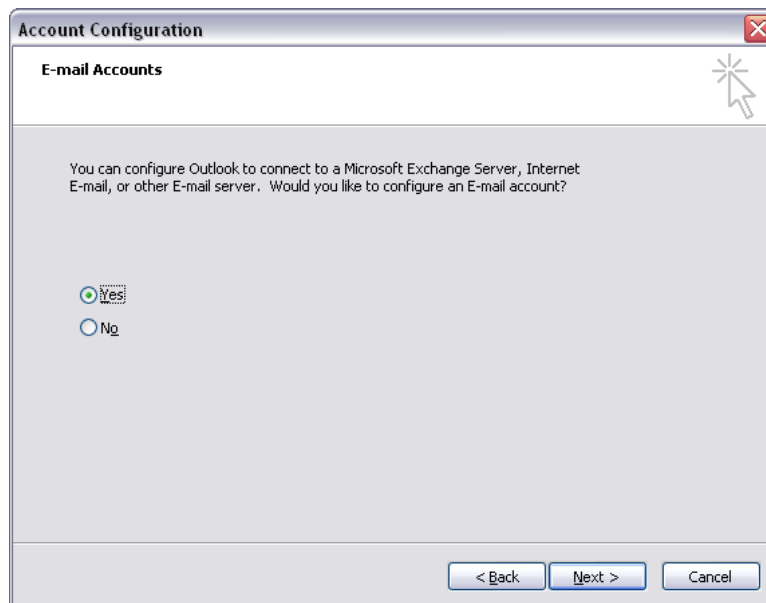 Account Configuration
E-mail Accounts
You can configure Outlook to connect to a Microsoft Exchange Server, Internet
E-mail, or other E-mail server.  Would you like to configure an E-mail account?
Yes
No
< Back Next > Cancel